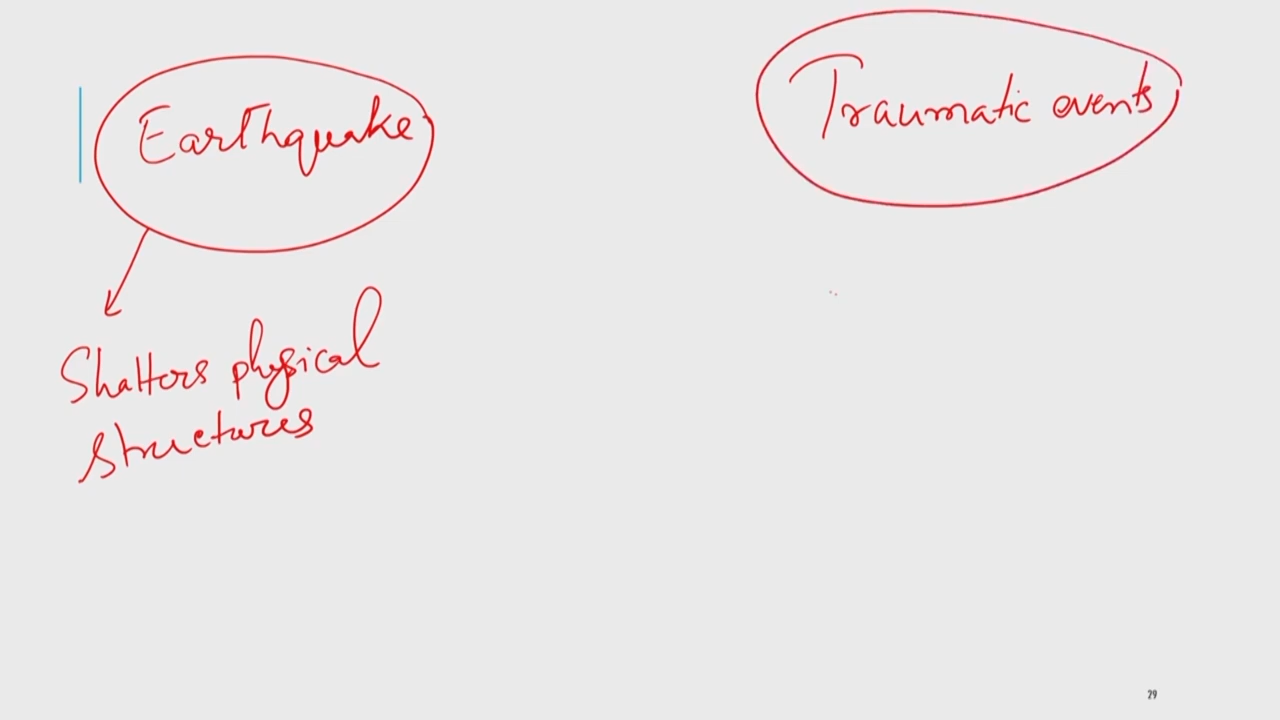 Earthquake
Traumatic events
Shatters physical
structures
29